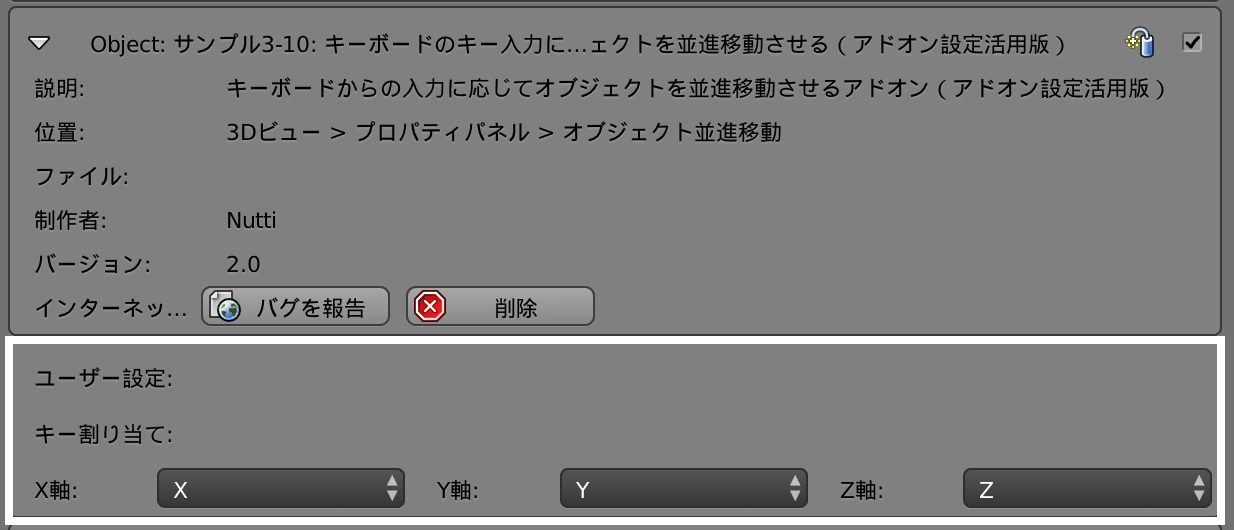 Object: サンプル3-10: キーボードのキー入力に...ェクトを並進移動させる（アドオン設定活用版）
説明: キーボードからの入力に応じてオブジェクトを並進移動させるアドオン（アドオン設定活用版）
位置: 3Dビュー > プロパティパネル > オブジェクト並進移動
ファイル:
制作者: Nutti
バージョン: 2.0
インターネッ... バグを報告 削除
ユーザー設定:
キー割り当て:
X軸: X Y軸: Y Z軸: Z